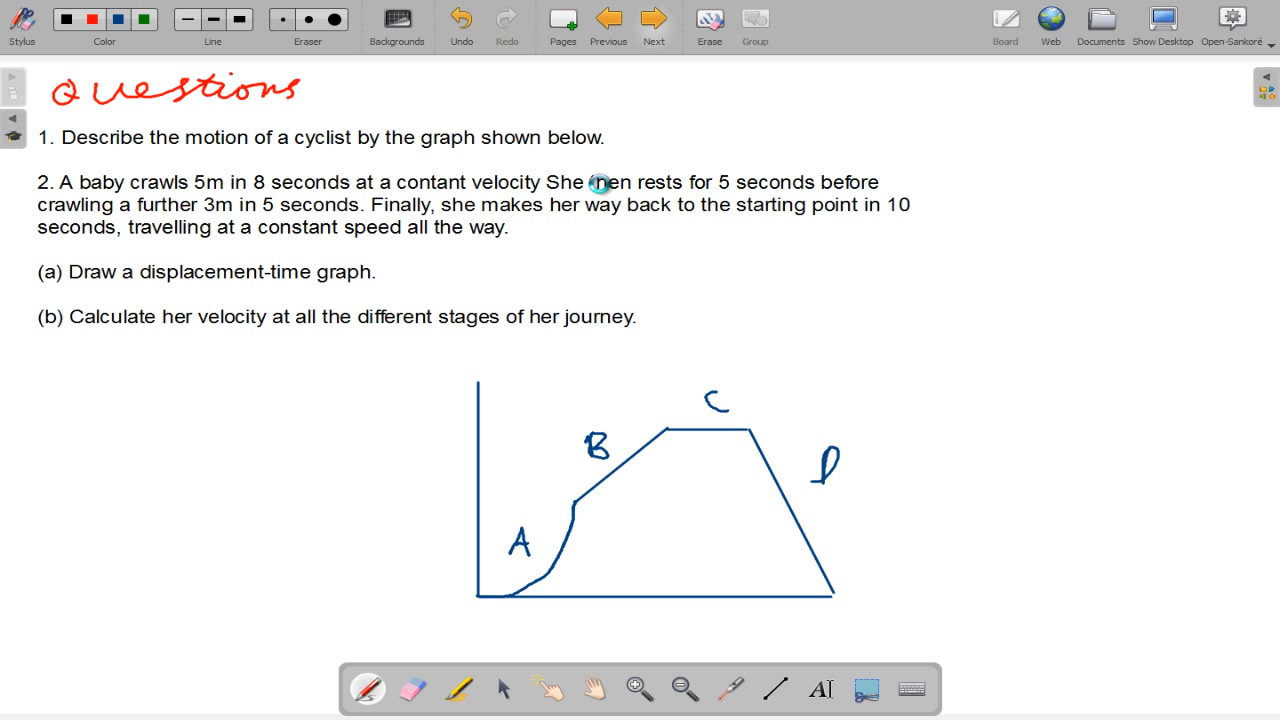 Stylus Color Line Eraser Backgrounds Undo Redo Pages Previous Next Erase Group Board Web Documents Show Desktop Open-Sankoré
Questions
1. Describe the motion of a cyclist by the graph shown below.
2. A baby crawls 5m in 8 seconds at a contant velocity She then rests for 5 seconds before
crawling a further 3m in 5 seconds. Finally, she makes her way back to the starting point in 10
seconds, travelling at a constant speed all the way.
(a) Draw a displacement-time graph.
(b) Calculate her velocity at all the different stages of her journey.
C
B
D
A
AI